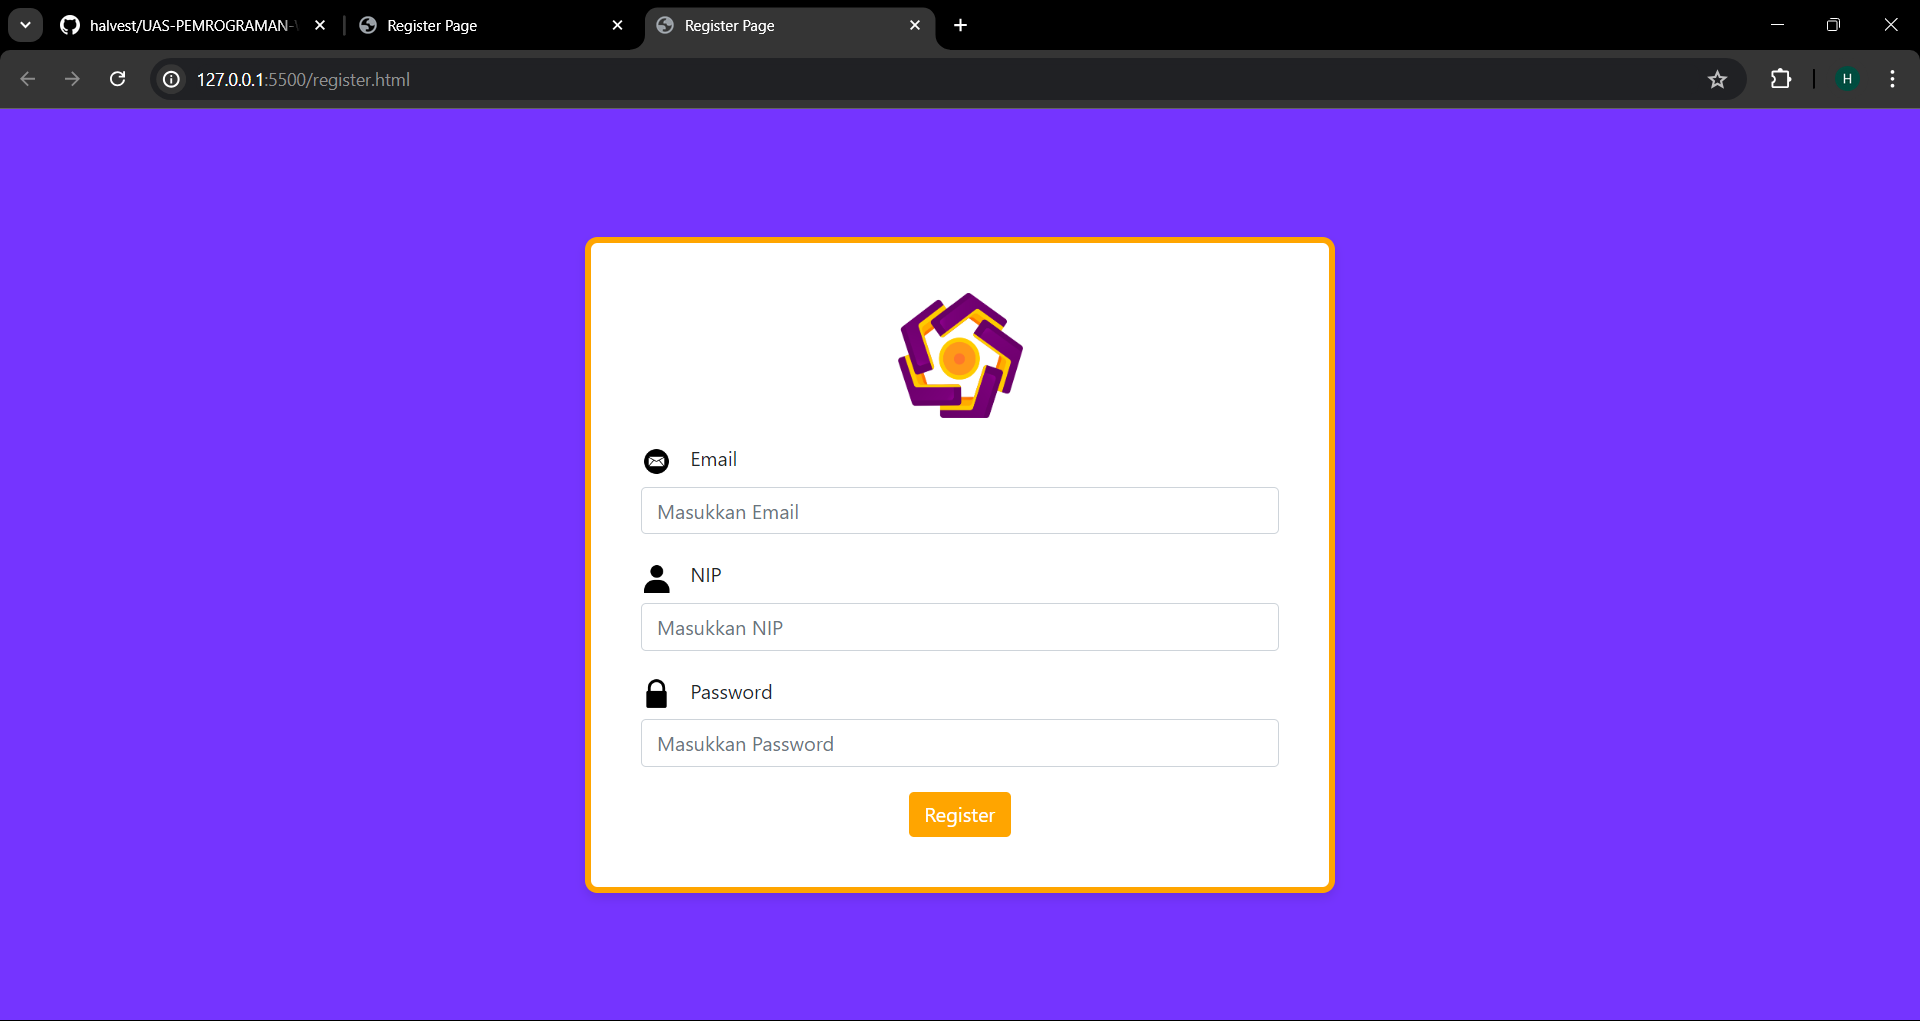 halvest/UAS-PEMROGRAMAN-
Register Page
Register Page
127.0.0.1:5500/register.html
H
Email
Masukkan Email
NIP
Masukkan NIP
Password
Masukkan Password
Register